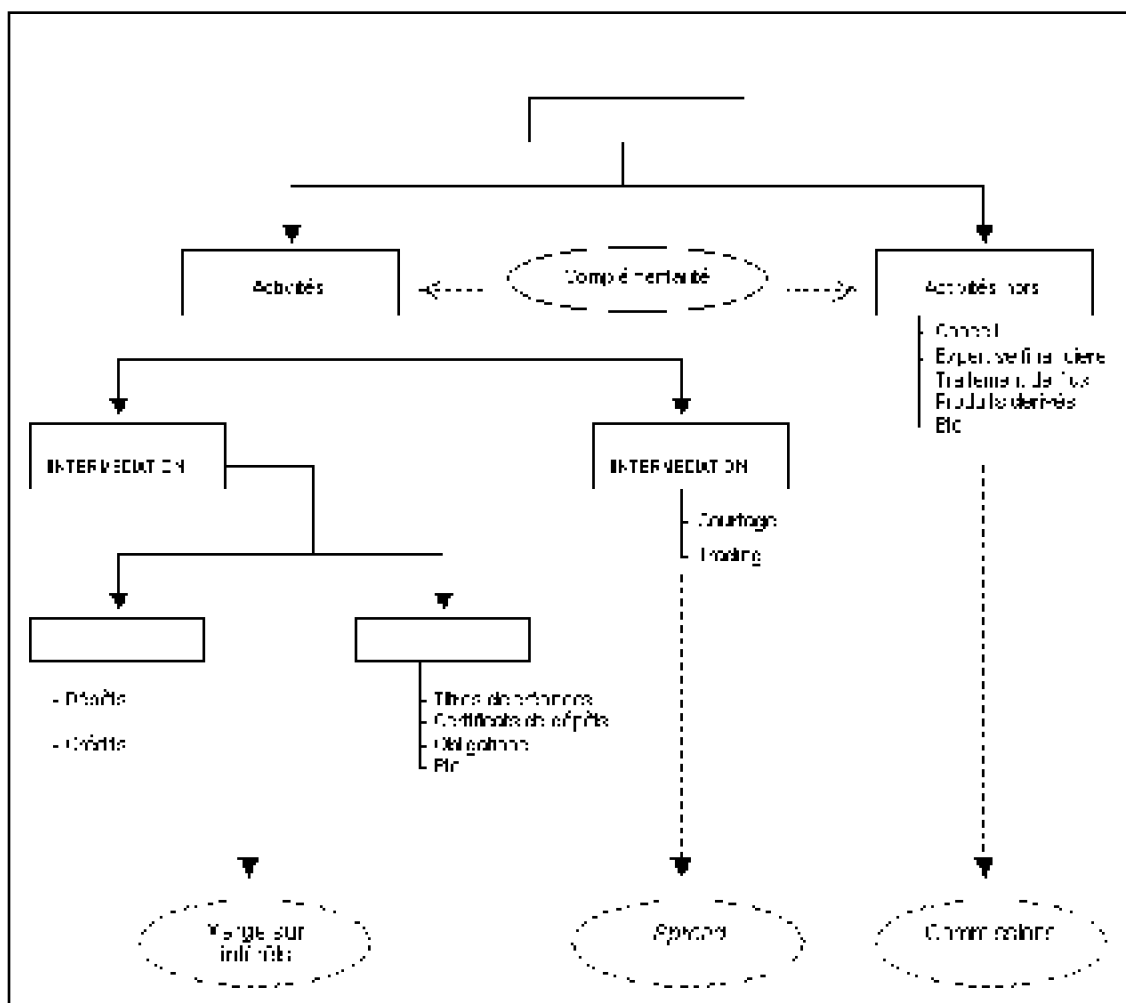 Complémentarité
Activités
Activités hors
- Conseil
- Expertise financière
Traitement de flux
Produits dérivés
- Etc
INTERMEDIATION
INTERMEDIATION
- Courtage
- Trading
- Dépôts
- Titres de créances
- Certificats de dépôts
- Crédits
- Obligations
- Etc
Marge sur
intérêts
Spread
Commissions